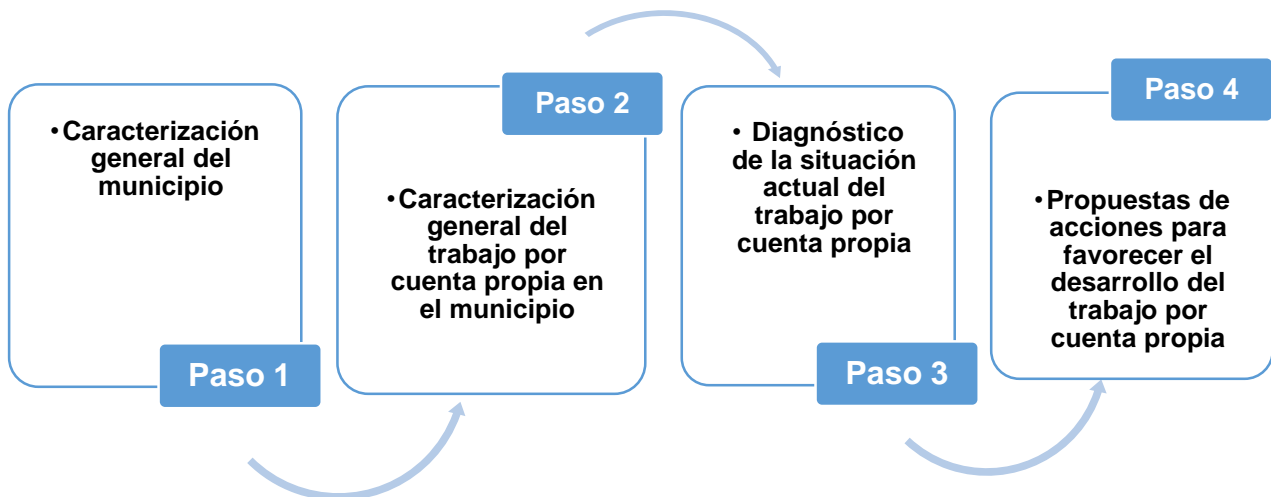 •Caracterización
general del
municipio
Paso 1
Paso 2
•Caracterización
general del
trabajo por
cuenta propia en
el municipio
• Diagnóstico
de la situación
actual del
trabajo por
cuenta propia
Paso 3
Paso 4
•Propuestas de
acciones para
favorecer el
desarrollo del
trabajo por
cuenta propia